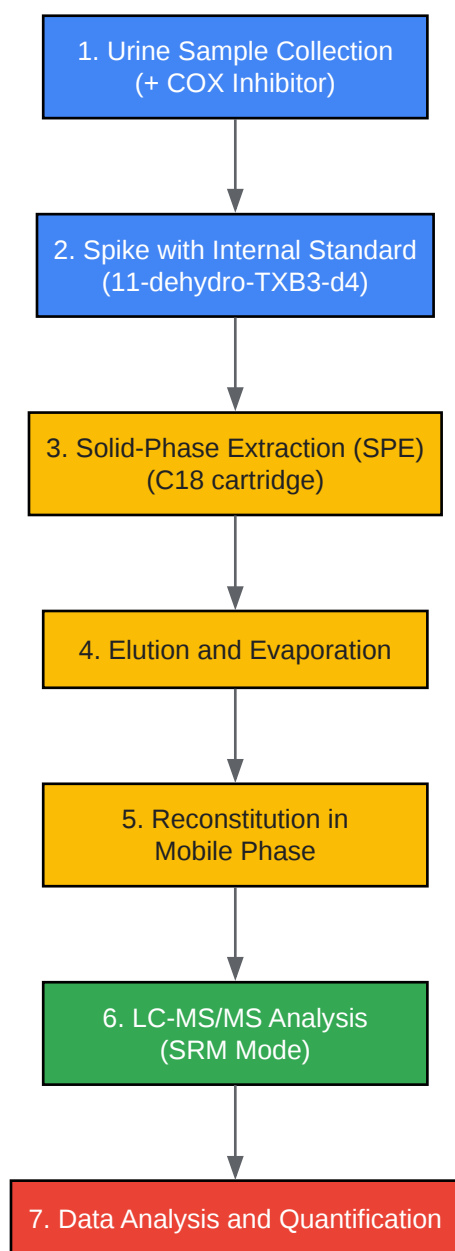 1. Urine Sample Collection
(+ COX Inhibitor)
2. Spike with Internal Standard
(11-dehydro-TXB3-d4)
3. Solid-Phase Extraction (SPE)
(C18 cartridge)
4. Elution and Evaporation
5. Reconstitution in
Mobile Phase
6. LC-MS/MS Analysis
(SRM Mode)
7. Data Analysis and Quantification